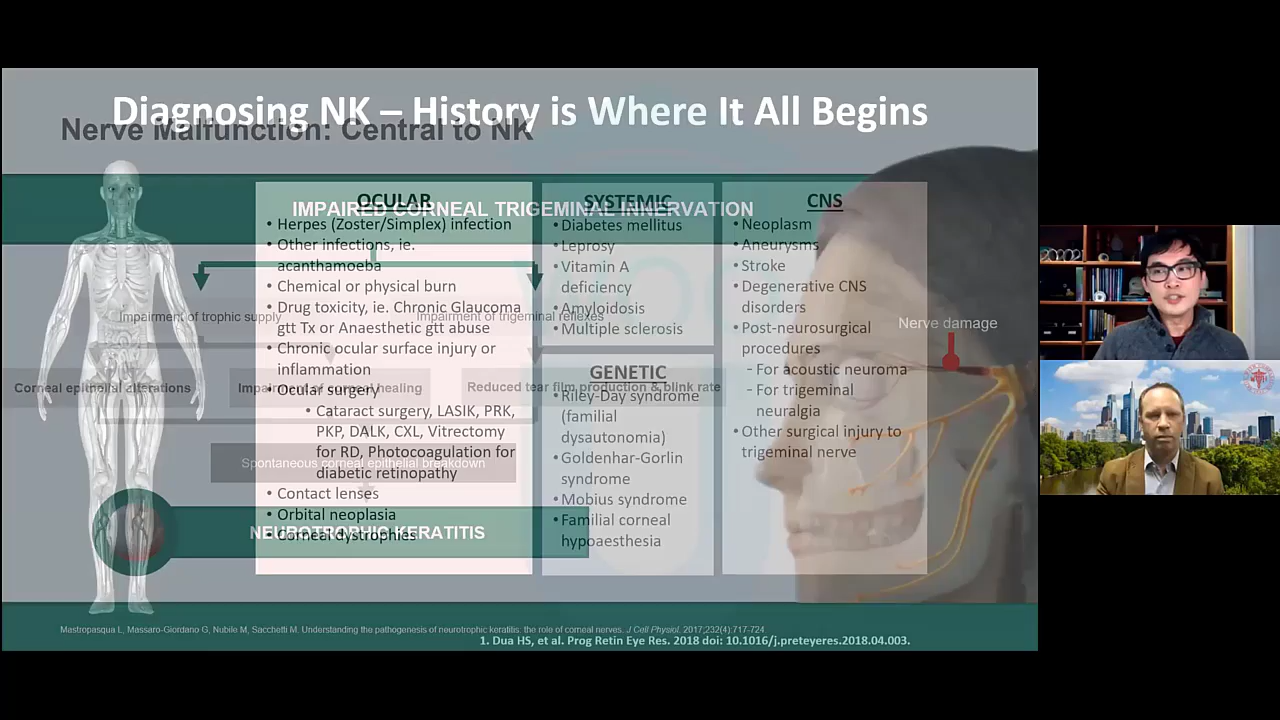 Diagnosing NK – History is Where It All Begins
Nerve Malfunction: Central to NK
IMPAIRED CORNEAL TRIGEMINAL INNERVATION
OCULAR
• Herpes (Zoster/Simplex) infection
• Other infections, ie.
acanthamoeba
• Chemical or physical burn
• Drug toxicity, ie. Chronic Glaucoma
gtt Tx or Anaesthetic gtt abuse
• Chronic ocular surface injury or
inflammation
• Ocular surgery
• Cataract surgery, LASIK, PRK,
PKP, DALK, CXL, Vitrectomy
for RD, Photocoagulation for
diabetic retinopathy
• Contact lenses
• Orbital neoplasia
• Corneal dystrophies
SYSTEMIC
• Diabetes mellitus
• Leprosy
• Vitamin A
deficiency
• Amyloidosis
• Multiple sclerosis
GENETIC
• Riley-Day syndrome
(familial
dysautonomia)
• Goldenhar-Gorlin
syndrome
• Mobius syndrome
• Familial corneal
hypoaesthesia
CNS
• Neoplasm
• Aneurysms
• Stroke
• Degenerative CNS
disorders
• Post-neurosurgical
procedures
- For acoustic neuroma
- For trigeminal
neuralgia
• Other surgical injury to
trigeminal nerve
Impairment of trophic supply
Impairment of trigeminal reflexes
Nerve damage
Corneal epithelial alterations
Impairment of corneal healing
Reduced tear film production & blink rate
Spontaneous corneal epithelial breakdown
NEUROTROPHIC KERATITIS
Mastropasqua L, Massaro-Giordano G, Nubile M, Sacchetti M. Understanding the pathogenesis of neurotrophic keratitis: the role of corneal nerves. J Cell Physiol. 2017;232(4):717-724
1. Dua HS, et al. Prog Retin Eye Res. 2018 doi: 10.1016/j.preteyeres.2018.04.003.